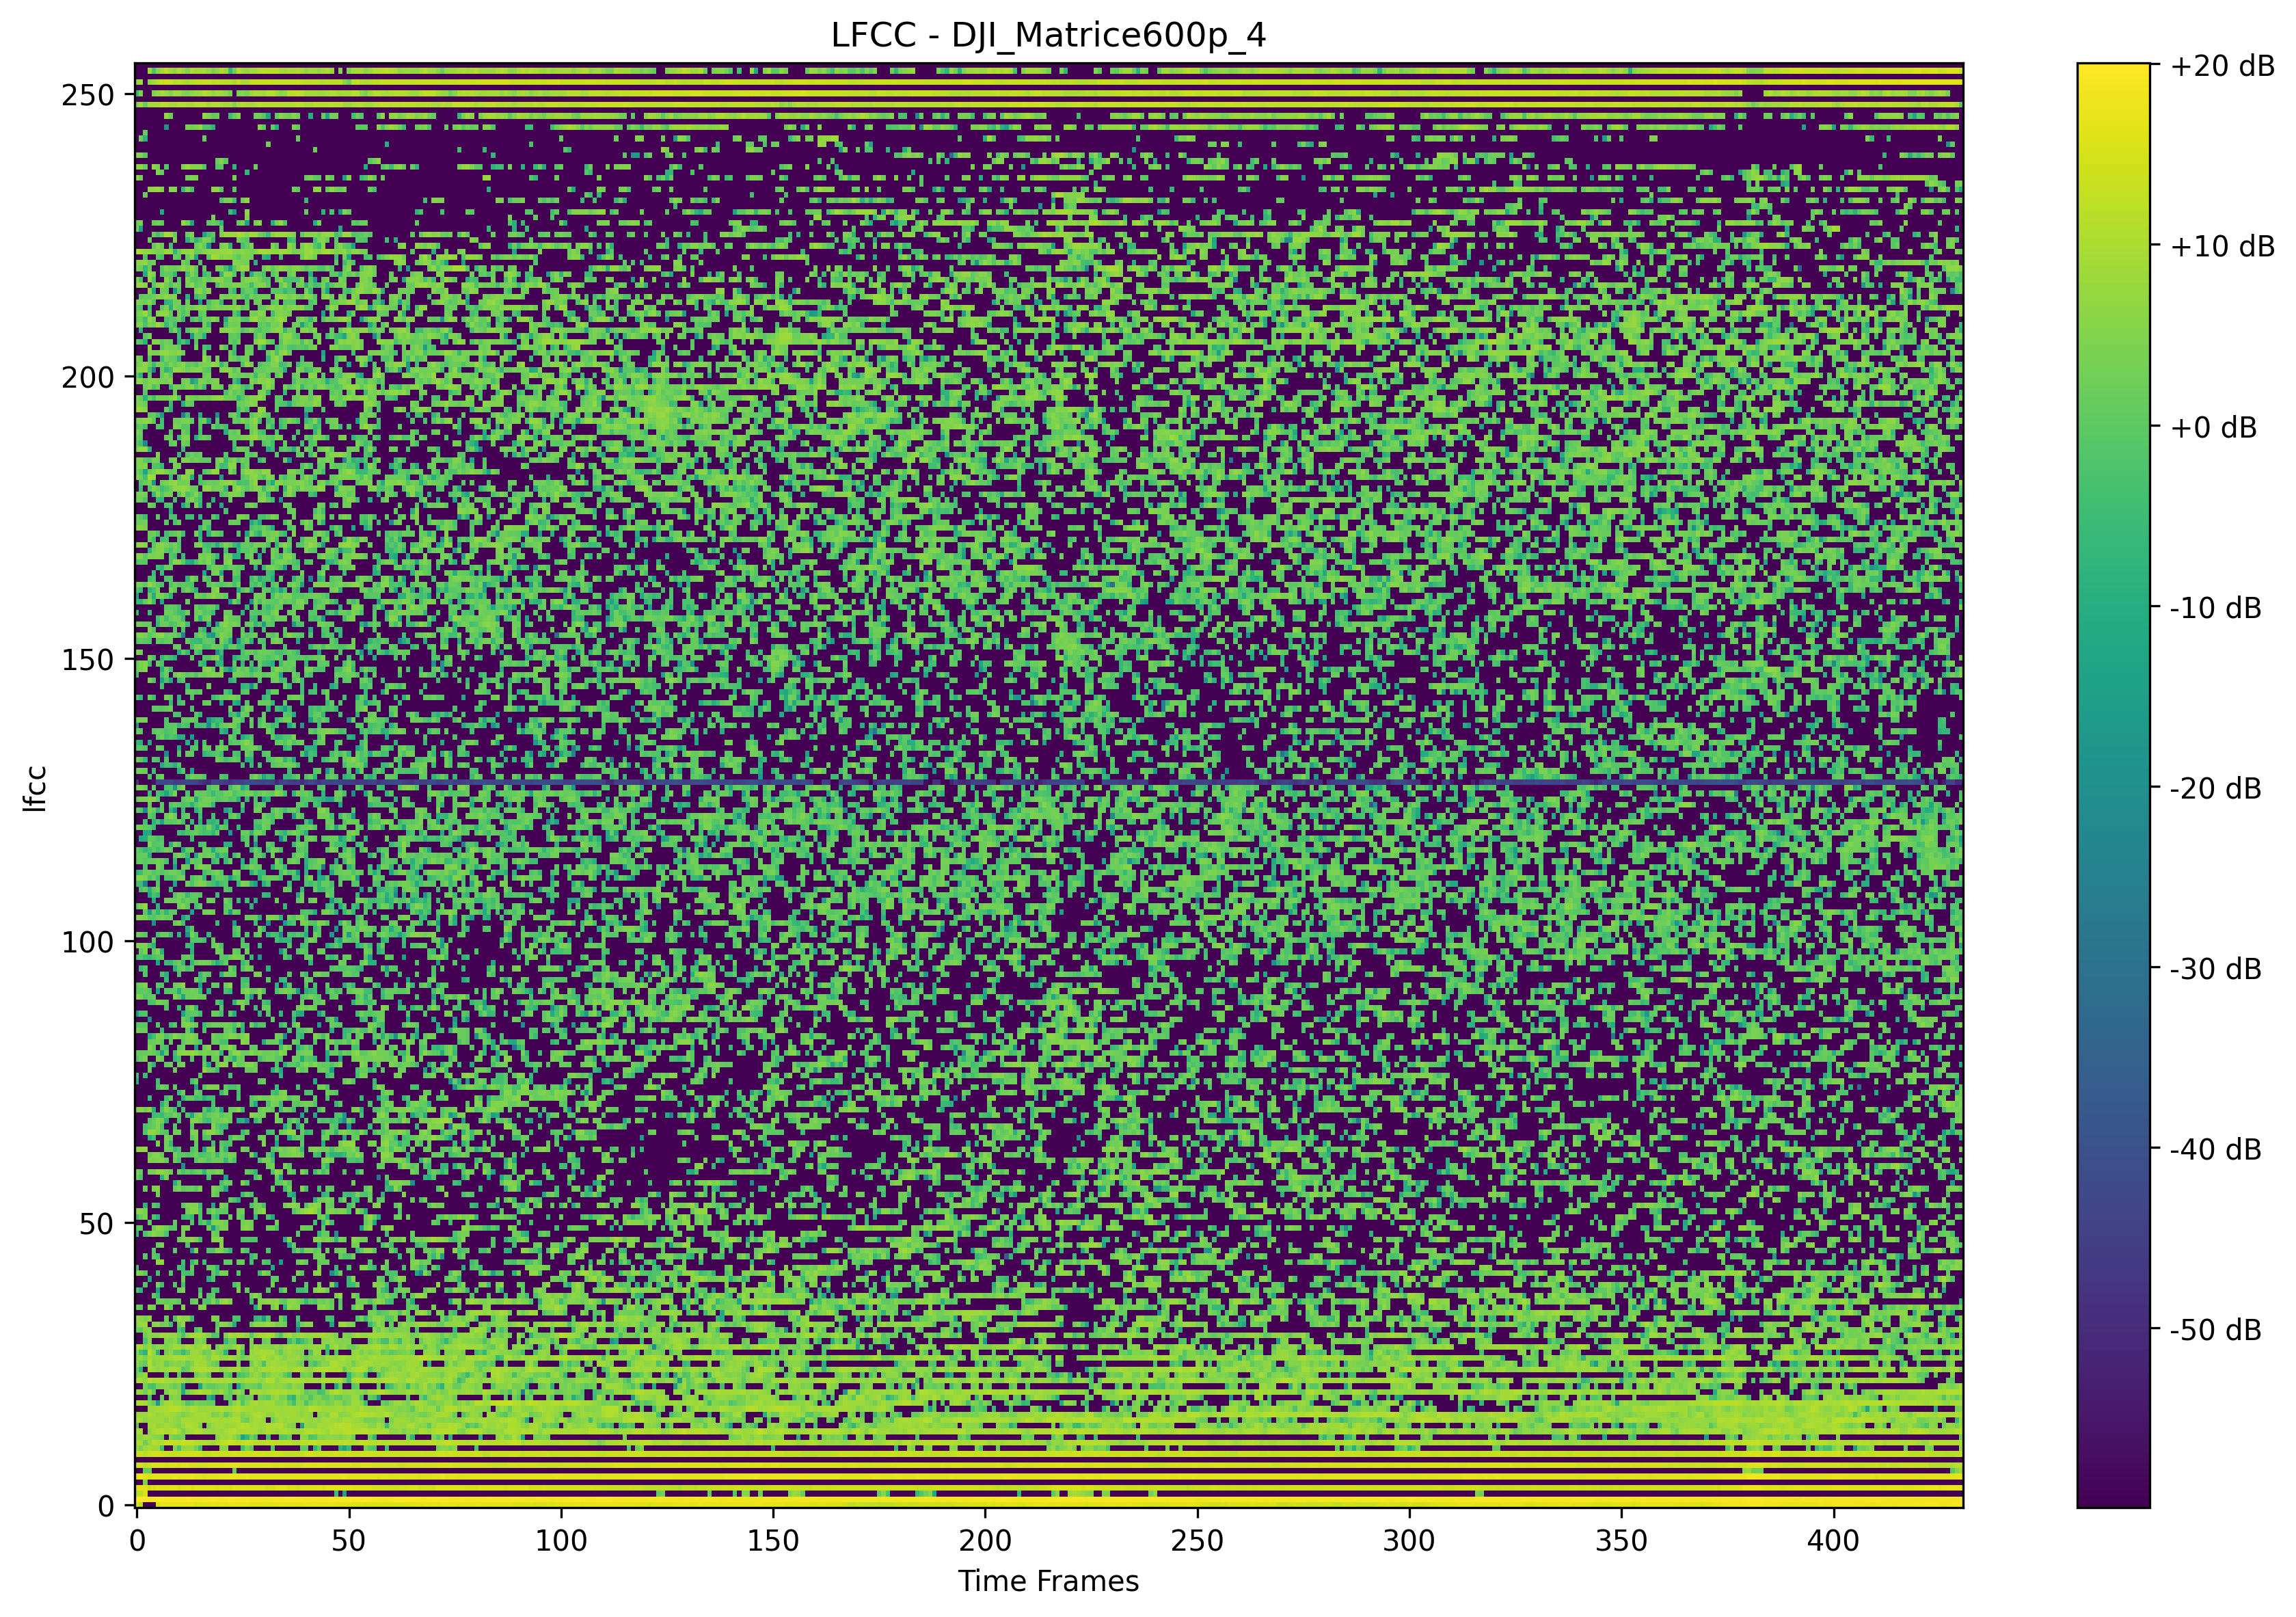 LFCC - DJI_Matrice600p_4
250
200
150
100
50
0
lfcc
0 50 100 150 200 250 300 350 400
Time Frames
+20 dB
+10 dB
+0 dB
-10 dB
-20 dB
-30 dB
-40 dB
-50 dB